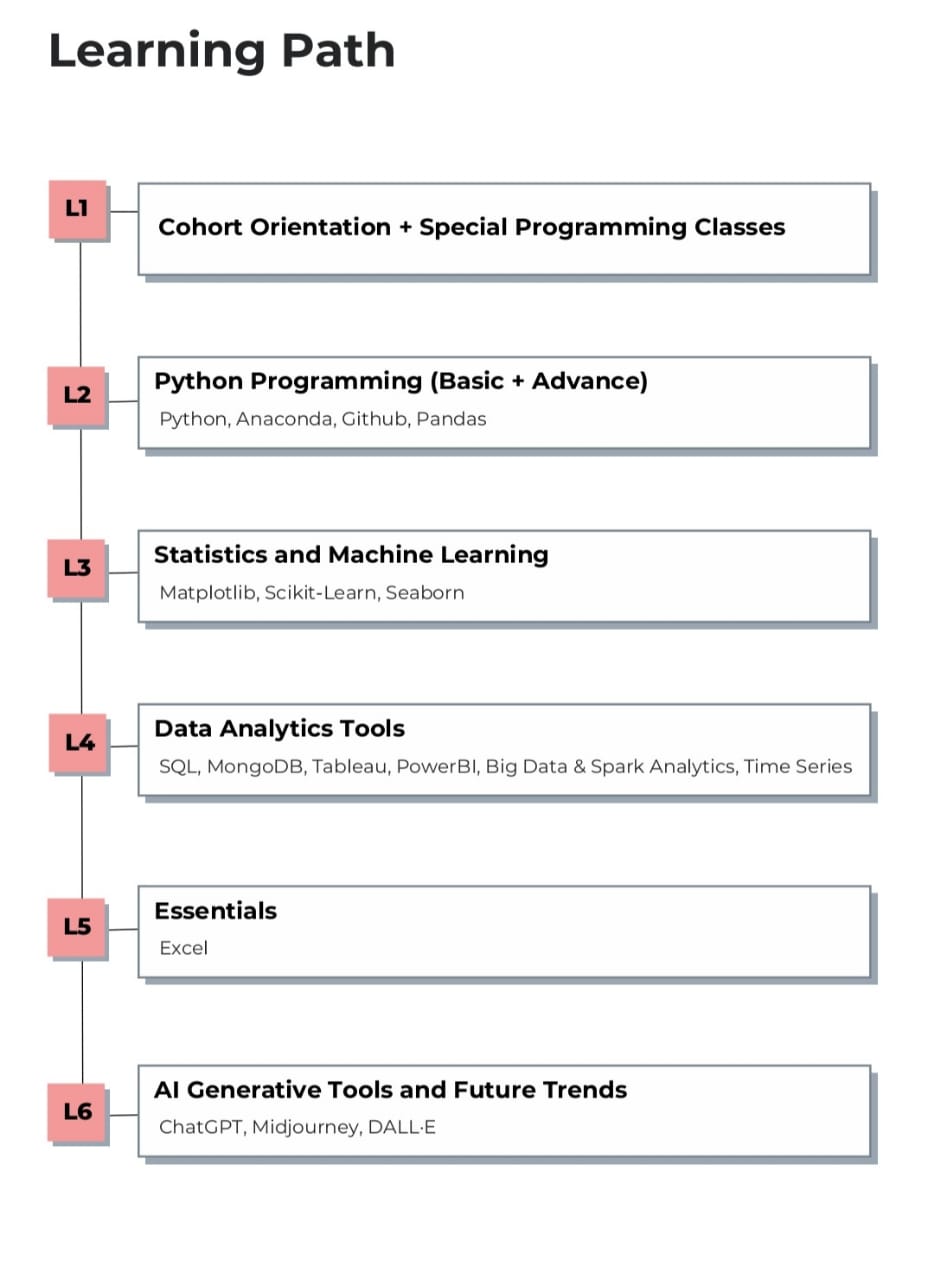 Learning Path
L1
Cohort Orientation + Special Programming Classes
L2
Python Programming (Basic + Advance)
Python, Anaconda, Github, Pandas
L3
Statistics and Machine Learning
Matplotlib, Scikit-Learn, Seaborn
L4
Data Analytics Tools
SQL, MongoDB, Tableau, PowerBI, Big Data & Spark Analytics, Time Series
L5
Essentials
Excel
L6
AI Generative Tools and Future Trends
ChatGPT, Midjourney, DALL·E